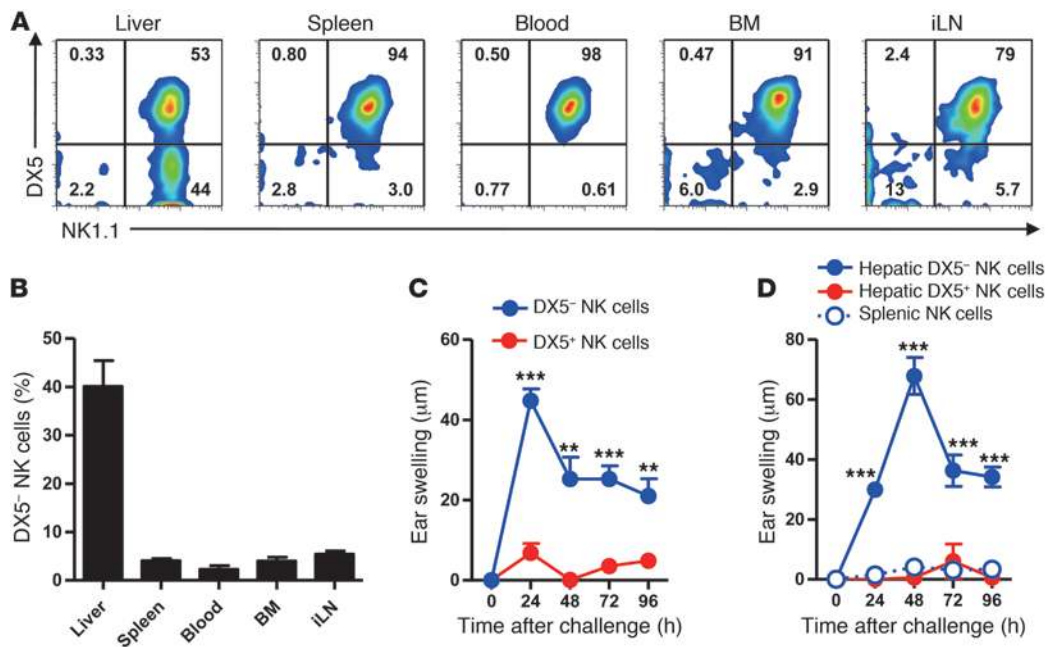 A
Liver
Spleen
Blood
BM
iLN
0.33 53
0.80 94
0.50 98
0.47 91
2.4 79
2.2 44
2.8 3.0
0.77 0.61
6.0 2.9
13 5.7
DX5
NK1.1
B
DX5⁻ NK cells (%)
50
40
30
20
10
0
Liver
Spleen
Blood
BM
iLN
C
DX5⁻ NK cells
DX5⁺ NK cells
Ear swelling (μm)
60
40
20
0
***
**
***
**
0 24 48 72 96
Time after challenge (h)
D
Hepatic DX5⁻ NK cells
Hepatic DX5⁺ NK cells
Splenic NK cells
Ear swelling (μm)
80
60
40
20
0
***
***
***
***
0 24 48 72 96
Time after challenge (h)